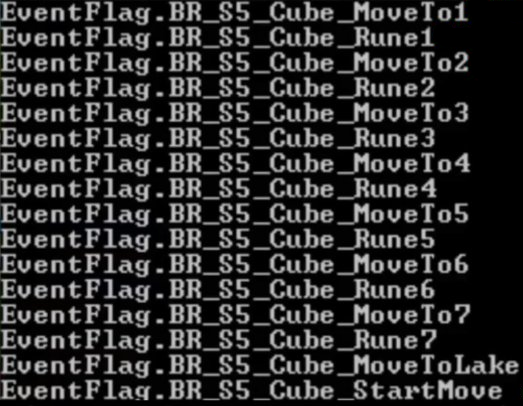 EventFlag.BR_S5_Cube_MoveTo1
EventFlag.BR_S5_Cube_Rune1
EventFlag.BR_S5_Cube_MoveTo2
EventFlag.BR_S5_Cube_Rune2
EventFlag.BR_S5_Cube_MoveTo3
EventFlag.BR_S5_Cube_Rune3
EventFlag.BR_S5_Cube_MoveTo4
EventFlag.BR_S5_Cube_Rune4
EventFlag.BR_S5_Cube_MoveTo5
EventFlag.BR_S5_Cube_Rune5
EventFlag.BR_S5_Cube_MoveTo6
EventFlag.BR_S5_Cube_Rune6
EventFlag.BR_S5_Cube_MoveTo7
EventFlag.BR_S5_Cube_Rune7
EventFlag.BR_S5_Cube_MoveToLake
EventFlag.BR_S5_Cube_StartMove